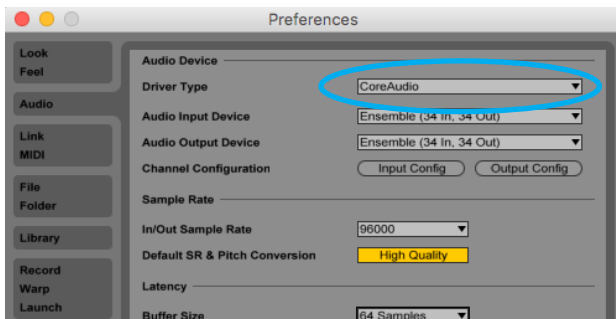 Preferences
Look
Feel
Audio
Link
MIDI
File
Folder
Library
Record
Warp
Launch
Audio Device
Driver Type CoreAudio
Audio Input Device Ensemble (34 In, 34 Out)
Audio Output Device Ensemble (34 In, 34 Out)
Channel Configuration Input Config Output Config
Sample Rate
In/Out Sample Rate 96000
Default SR & Pitch Conversion High Quality
Latency
Buffer Size 64 Samples